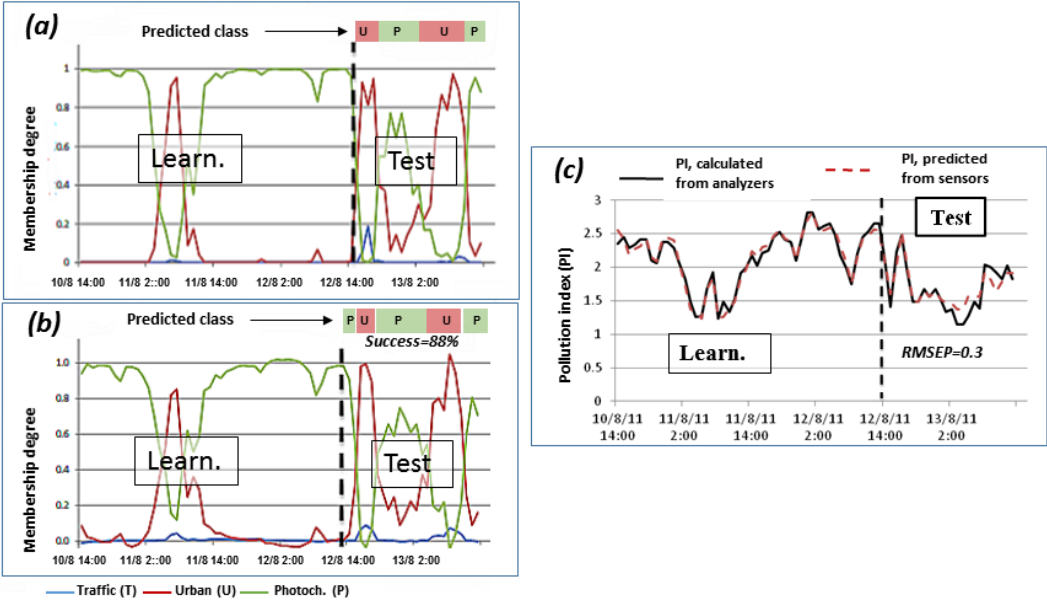 (a)
Predicted class
U P U P
Membership degree
1
0.8
0.6
0.4
0.2
0
Learn.
Test
10/8 14:00 11/8 2:00 11/8 14:00 12/8 2:00 12/8 14:00 13/8 2:00
(b)
Predicted class
P U P U P
Success=88%
Membership degree
1.0
0.8
0.6
0.4
0.2
0.0
Learn.
Test
10/8 14:00 11/8 2::00 11/8 14:00 12/8 2:00 12/8 14:00 13/8 2:00
Traffic (T) Urban (U) Photoch. (P)
(c)
PI, calculated
from analyzers
PI, predicted
from sensors
Pollution index (PI)
3
2.5
2
1.5
1
0.5
0
Test
Learn.
RMSEP=0.3
10/8/11 11/8/11 11/8/11 12/8/11 12/8/11 13/8/11
14:00 2:00 14:00 2:00 14:00 2:00